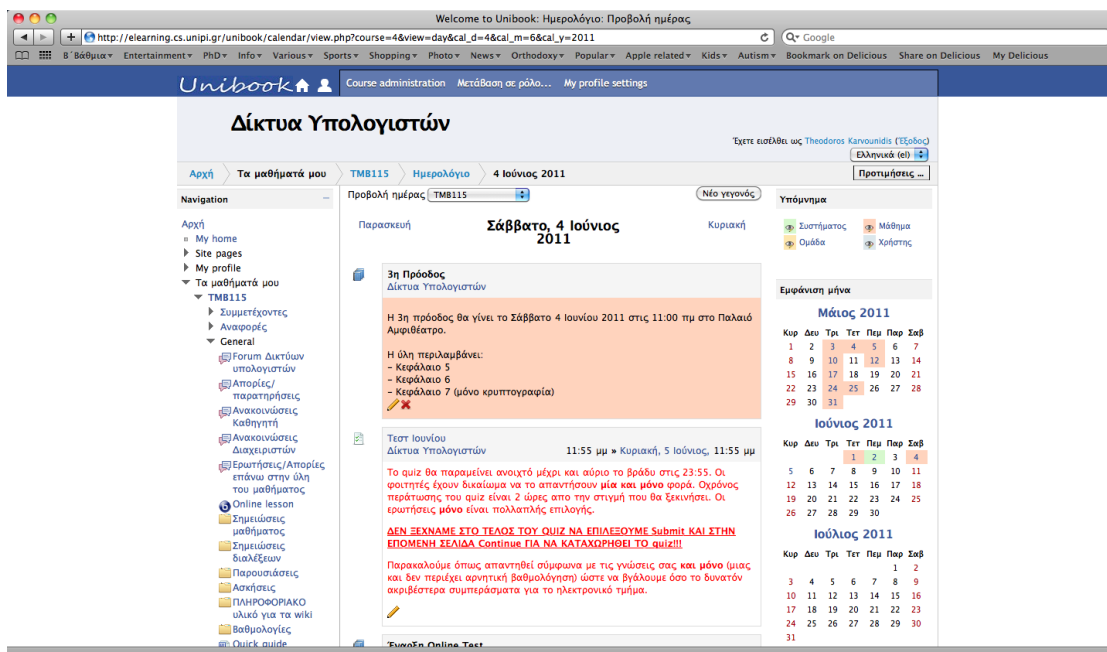 Welcome to Unibook: Ημερολόγιο: Προβολή ημέρας
http://elearning.cs.unipi.gr/unibook/calendar/view.php?course=4&view=day&cal_d=4&cal_m=6&cal_y=2011
Google
Β΄Βάθμια Entertainment PhD Info Various Sports Shopping Photo News Orthodoxy Popular Apple related Kids Autism Bookmark on Delicious Share on Delicious My Delicious
Unibook
Course administration Μετάβαση σε ρόλο... My profile settings
Δίκτυα Υπολογιστών
Έχετε εισέλθει ως Theodoros Karvounidis (Έξοδος)
Ελληνικά (el)
Αρχή Τα μαθήματά μου TMB115 Ημερολόγιο 4 Ιούνιος 2011
Προτιμήσεις ...
Navigation
Αρχή
My home
Site pages
My profile
Τα μαθήματά μου
TMB115
Συμμετέχοντες
Αναφορές
General
Forum Δικτύων
υπολογιστών
Απορίες/
παρατηρήσεις
Ανακοινώσεις
Καθηγητή
Ανακοινώσεις
Διαχειριστών
Ερωτήσεις/Απορίες
επάνω στην ύλη
του μαθήματος
Online lesson
Σημειώσεις
μαθήματος
Σημειώσεις
διαλέξεων
Παρουσιάσεις
Ασκήσεις
ΠΛΗΡΟΦΟΡΙΑΚΟ
υλικό για τα wiki
Βαθμολογίες
Quick guide
Προβολή ημέρας TMB115
Νέο γεγονός
Παρασκευή
Σάββατο, 4 Ιούνιος
2011
Κυριακή
3η Πρόοδος
Δίκτυα Υπολογιστών
Η 3η πρόοδος θα γίνει το Σάββατο 4 Ιουνίου 2011 στις 11:00 πμ στο Παλαιό
Αμφιθέατρο.
Η ύλη περιλαμβάνει:
- Κεφάλαιο 5
- Κεφάλαιο 6
- Κεφάλαιο 7 (μόνο κρυπτογραφία)
Τεστ Ιουνίου
Δίκτυα Υπολογιστών
11:55 μμ » Κυριακή, 5 Ιούνιος, 11:55 μμ
Το quiz θα παραμείνει ανοιχτό μέχρι και αύριο το βράδυ στις 23:55. Οι
φοιτητές έχουν δικαίωμα να το απαντήσουν μία και μόνο φορά. Οχρόνος
περάτωσης του quiz είναι 2 ώρες απο την στιγμή που θα ξεκινήσει. Οι
ερωτήσεις μόνο είναι πολλαπλής επιλογής.
ΔΕΝ ΞΕΧΝΑΜΕ ΣΤΟ ΤΕΛΟΣ ΤΟΥ QUIZ ΝΑ ΕΠΙΛΕΞΟΥΜΕ Submit ΚΑΙ ΣΤΗΝ
ΕΠΟΜΕΝΗ ΣΕΛΙΔΑ Continue ΓΙΑ ΝΑ ΚΑΤΑΧΩΡΗΘΕΙ ΤΟ quiz!!!
Παρακαλούμε όπως απαντηθεί σύμφωνα με τις γνώσεις σας και μόνο (μιας
και δεν περιέχει αρνητική βαθμολόγηση) ώστε να βγάλουμε όσο το δυνατόν
ακριβέστερα συμπεράσματα για το ηλεκτρονικό τμήμα.
Έναρξη Online Test
Υπόμνημα
Συστήματος Μάθημα
Ομάδα Χρήστης
Εμφάνιση μήνα
Μάιος 2011
Κυρ Δευ Τρι Τετ Πεμ Παρ Σαβ
1 2 3 4 5 6 7
8 9 10 11 12 13 14
15 16 17 18 19 20 21
22 23 24 25 26 27 28
29 30 31
Ιούνιος 2011
Κυρ Δευ Τρι Τετ Πεμ Παρ Σαβ
1 2 3 4
5 6 7 8 9 10 11
12 13 14 15 16 17 18
19 20 21 22 23 24 25
26 27 28 29 30
Ιούλιος 2011
Κυρ Δευ Τρι Τετ Πεμ Παρ Σαβ
1 2
3 4 5 6 7 8 9
10 11 12 13 14 15 16
17 18 19 20 21 22 23
24 25 26 27 28 29 30
31